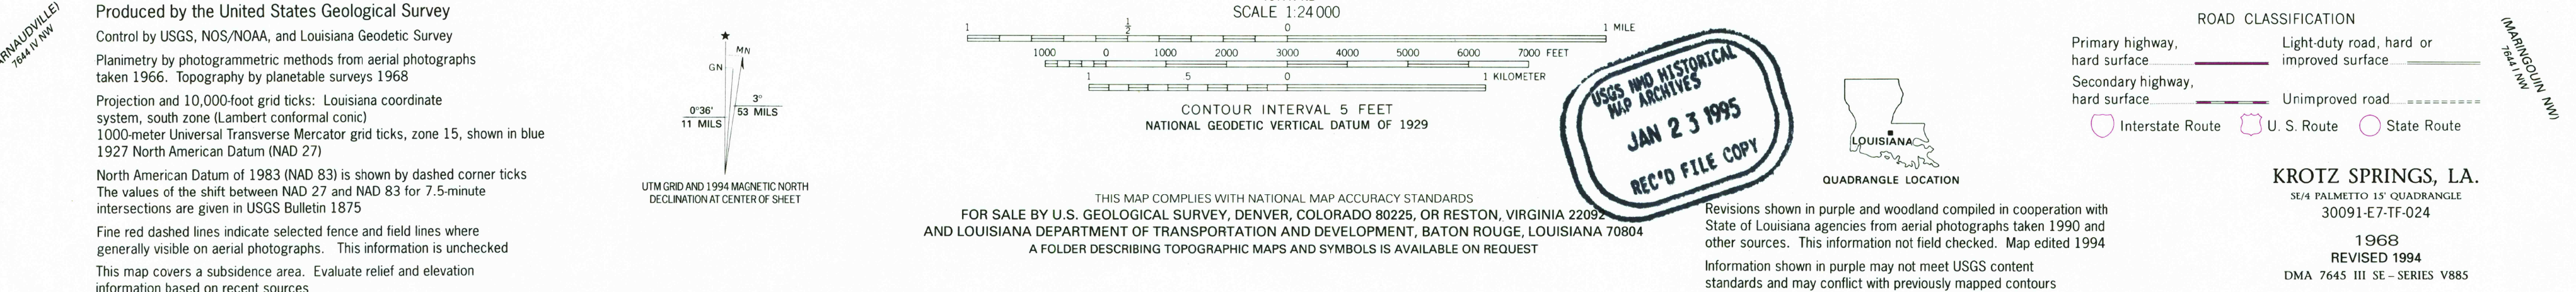 ARNAUDVILLE)
7644 IV NW
Produced by the United States Geological Survey
Control by USGS, NOS/NOAA, and Louisiana Geodetic Survey
Planimetry by photogrammetric methods from aerial photographs
taken 1966. Topography by planetable surveys 1968
Projection and 10,000-foot grid ticks: Louisiana coordinate
system, south zone (Lambert conformal conic)
1000-meter Universal Transverse Mercator grid ticks, zone 15, shown in blue
1927 North American Datum (NAD 27)
North American Datum of 1983 (NAD 83) is shown by dashed corner ticks
The values of the shift between NAD 27 and NAD 83 for 7.5-minute
intersections are given in USGS Bulletin 1875
Fine red dashed lines indicate selected fence and field lines where
generally visible on aerial photographs. This information is unchecked
This map covers a subsidence area. Evaluate relief and elevation
information based on recent sources
MN
GN
0°36'
11 MILS
3°
53 MILS
UTM GRID AND 1994 MAGNETIC NORTH
DECLINATION AT CENTER OF SHEET
SCALE 1:24 000
1 ½ 0 1 MILE
1000 0 1000 2000 3000 4000 5000 6000 7000 FEET
1 5 0 1 KILOMETER
CONTOUR INTERVAL 5 FEET
NATIONAL GEODETIC VERTICAL DATUM OF 1929
THIS MAP COMPLIES WITH NATIONAL MAP ACCURACY STANDARDS
FOR SALE BY U.S. GEOLOGICAL SURVEY, DENVER, COLORADO 80225, OR RESTON, VIRGINIA 22092
AND LOUISIANA DEPARTMENT OF TRANSPORTATION AND DEVELOPMENT, BATON ROUGE, LOUISIANA 70804
A FOLDER DESCRIBING TOPOGRAPHIC MAPS AND SYMBOLS IS AVAILABLE ON REQUEST
USGS NMD HISTORICAL
MAP ARCHIVES
JAN 23 1995
REC'D FILE COPY
LOUISIANA
QUADRANGLE LOCATION
Revisions shown in purple and woodland compiled in cooperation with
State of Louisiana agencies from aerial photographs taken 1990 and
other sources. This information not field checked. Map edited 1994
Information shown in purple may not meet USGS content
standards and may conflict with previously mapped contours
ROAD CLASSIFICATION
Primary highway,
hard surface
Light-duty road, hard or
improved surface
Secondary highway,
hard surface
Unimproved road
Interstate Route
U. S. Route
State Route
(MARINGOUIN NW)
7644 I NW
KROTZ SPRINGS, LA.
SE/4 PALMETTO 15' QUADRANGLE
30091-E7-TF-024
1968
REVISED 1994
DMA 7645 III SE – SERIES V885